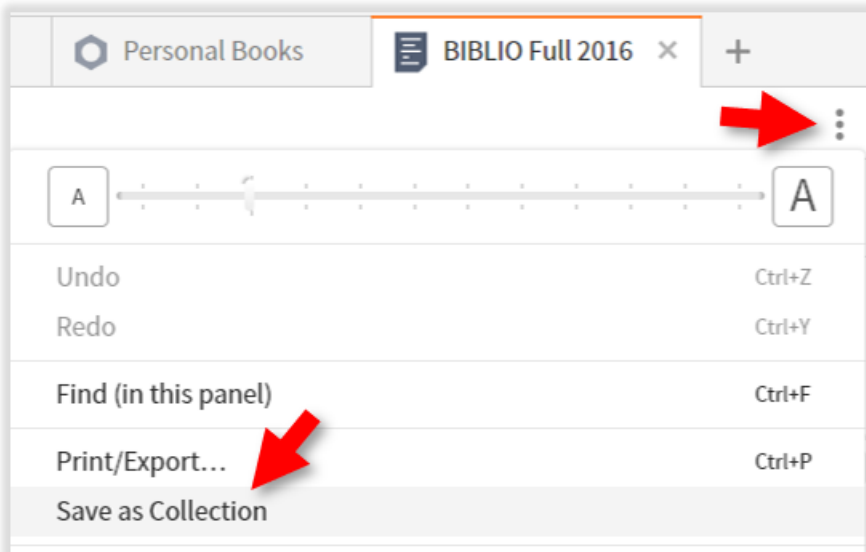 Personal Books
BIBLIO Full 2016
A A
Undo Ctrl+Z
Redo Ctrl+Y
Find (in this panel) Ctrl+F
Print/Export... Ctrl+P
Save as Collection